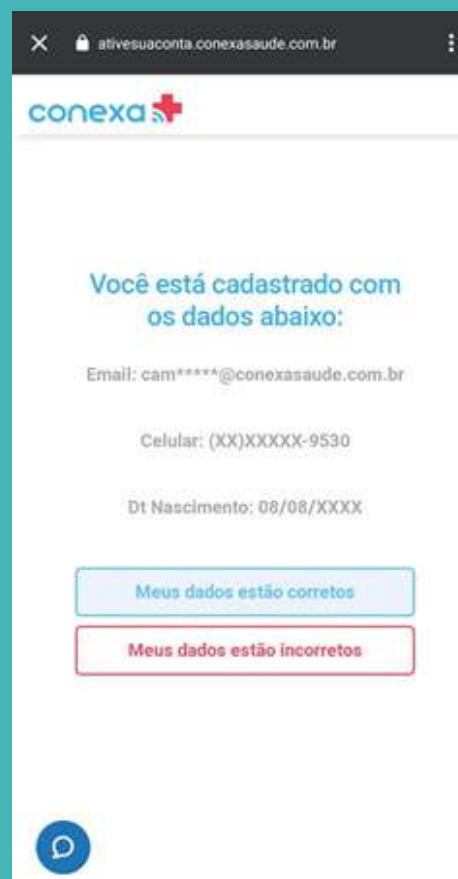 ativesuaconta.conexasaude.com.br
conexa
Você está cadastrado com
os dados abaixo:
Email: cam*****@conexasaude.com.br
Celular: (XX)XXXXX-9530
Dt Nascimento: 08/08/XXXX
Meus dados estão corretos
Meus dados estão incorretos